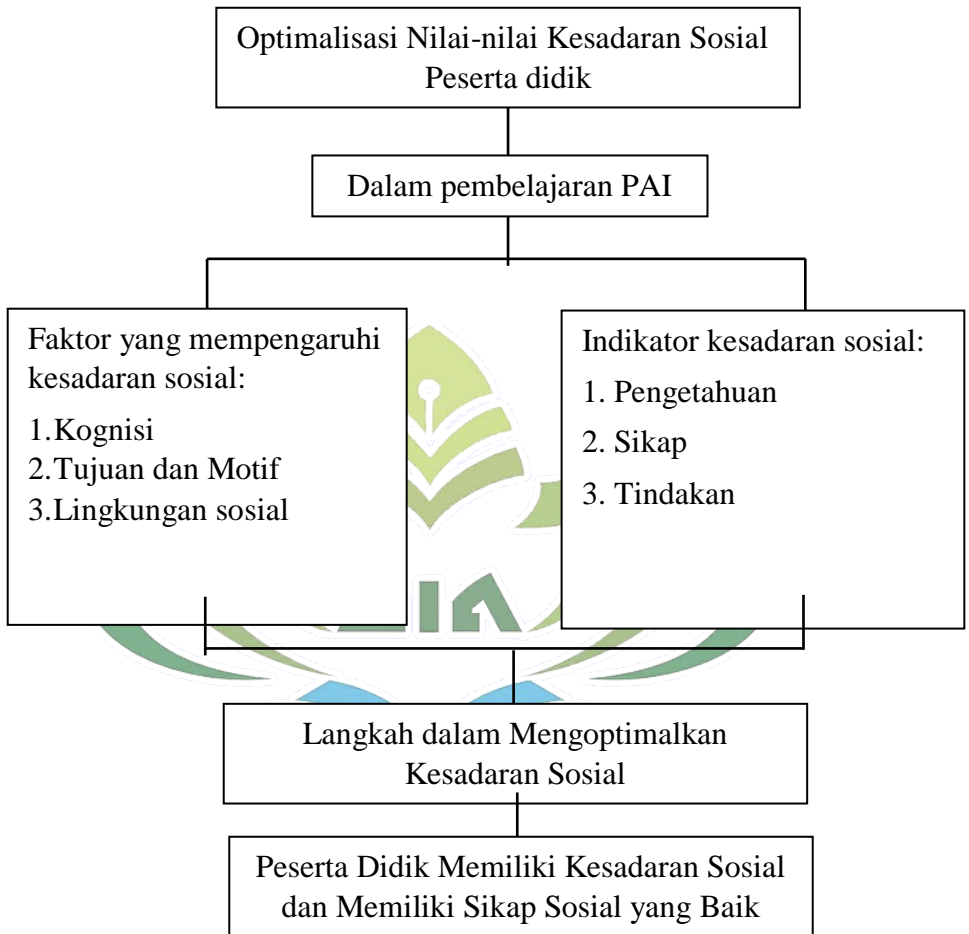 Optimalisasi Nilai-nilai Kesadaran Sosial
Peserta didik
Dalam pembelajaran PAI
Faktor yang mempengaruhi
kesadaran sosial:
1.Kognisi
2.Tujuan dan Motif
3.Lingkungan sosial
Indikator kesadaran sosial:
1. Pengetahuan
2. Sikap
3. Tindakan
Langkah dalam Mengoptimalkan
Kesadaran Sosial
Peserta Didik Memiliki Kesadaran Sosial
dan Memiliki Sikap Sosial yang Baik